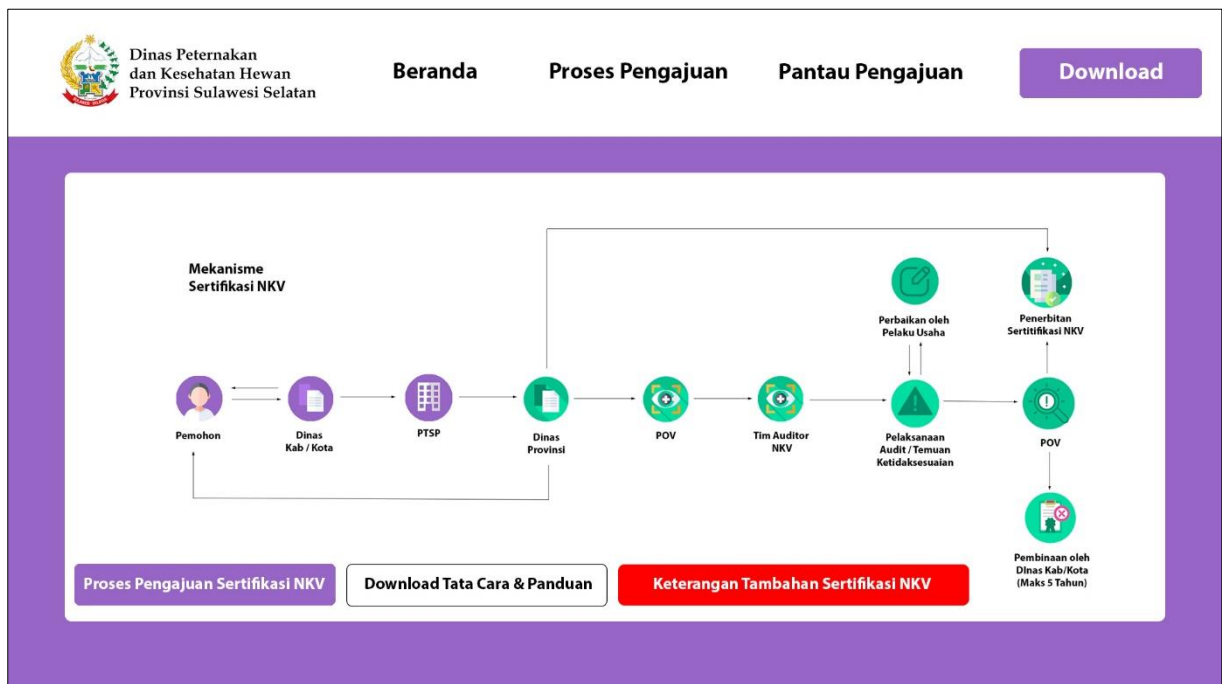 Dinas Peternakan
dan Kesehatan Hewan
Provinsi Sulawesi Selatan
Beranda
Proses Pengajuan
Pantau Pengajuan
Download
Mekanisme
Sertifikasi NKV
Perbaikan oleh
Pelaku Usaha
Penerbitan
Sertitifikasi NKV
Pemohon
Dinas
Kab / Kota
PTSP
Dinas
Provinsi
POV
Tim Auditor
NKV
Pelaksanaan
Audit / Temuan
Ketidaksesuaian
POV
Pembinaan oleh
DInas Kab/Kota
(Maks 5 Tahun)
Proses Pengajuan Sertifikasi NKV
Download Tata Cara & Panduan
Keterangan Tambahan Sertifikasi NKV